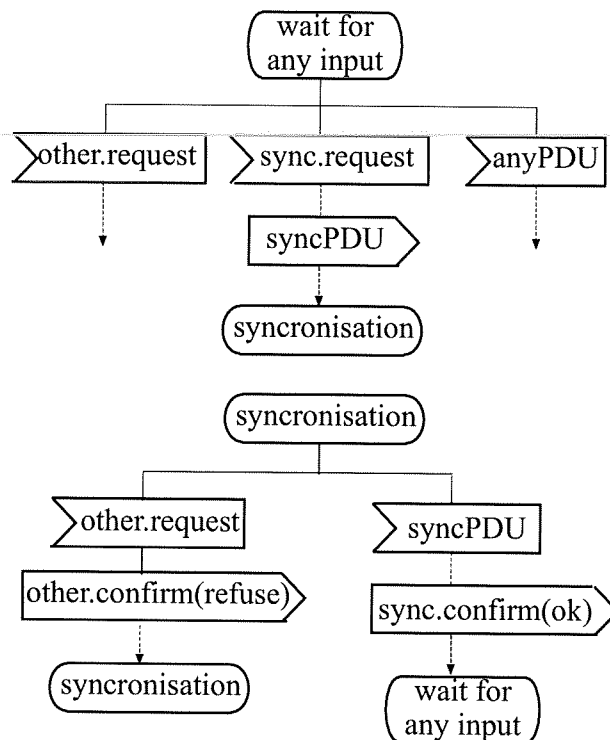 wait for
any input
other.request
sync.request
anyPDU
syncPDU
syncronisation
syncronisation
other.request
syncPDU
other.confirm(refuse)
sync.confirm(ok)
syncronisation
wait for
any input